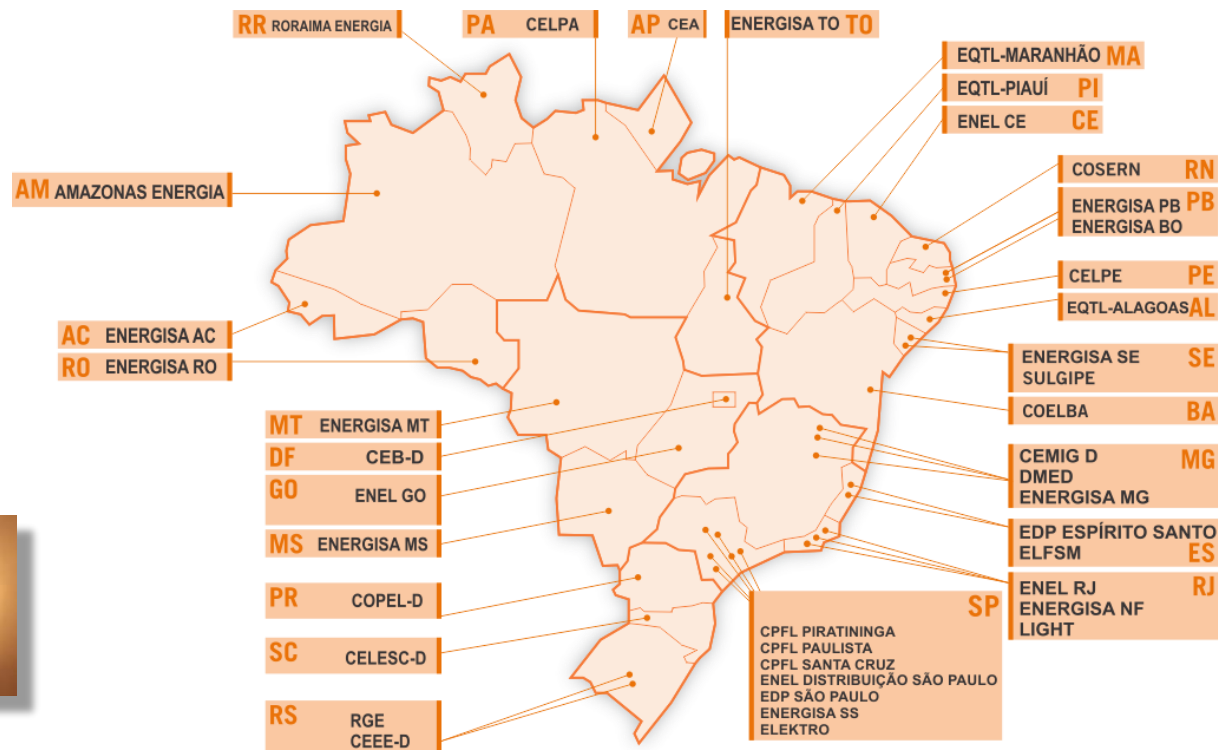 RR RORAIMA ENERGIA
PA CELPA
AP CEA
ENERGISA TO TO
EQTL-MARANHÃO MA
EQTL-PIAUÍ PI
ENEL CE CE
AM AMAZONAS ENERGIA
COSERN RN
ENERGISA PB PB
ENERGISA BO
CELPE PE
EQTL-ALAGOAS AL
AC ENERGISA AC
RO ENERGISA RO
ENERGISA SE SE
SULGIPE
COELBA BA
MT ENERGISA MT
DF CEB-D
GO ENEL GO
MS ENERGISA MS
CEMIG D MG
DMED
ENERGISA MG
EDP ESPÍRITO SANTO
ELFSM ES
PR COPEL-D
ENEL RJ RJ
ENERGISA NF
LIGHT
SP
CPFL PIRATININGA
CPFL PAULISTA
CPFL SANTA CRUZ
ENEL DISTRIBUIÇÃO SÃO PAULO
EDP SÃO PAULO
ENERGISA SS
ELEKTRO
SC CELESC-D
RS RGE
CEEE-D